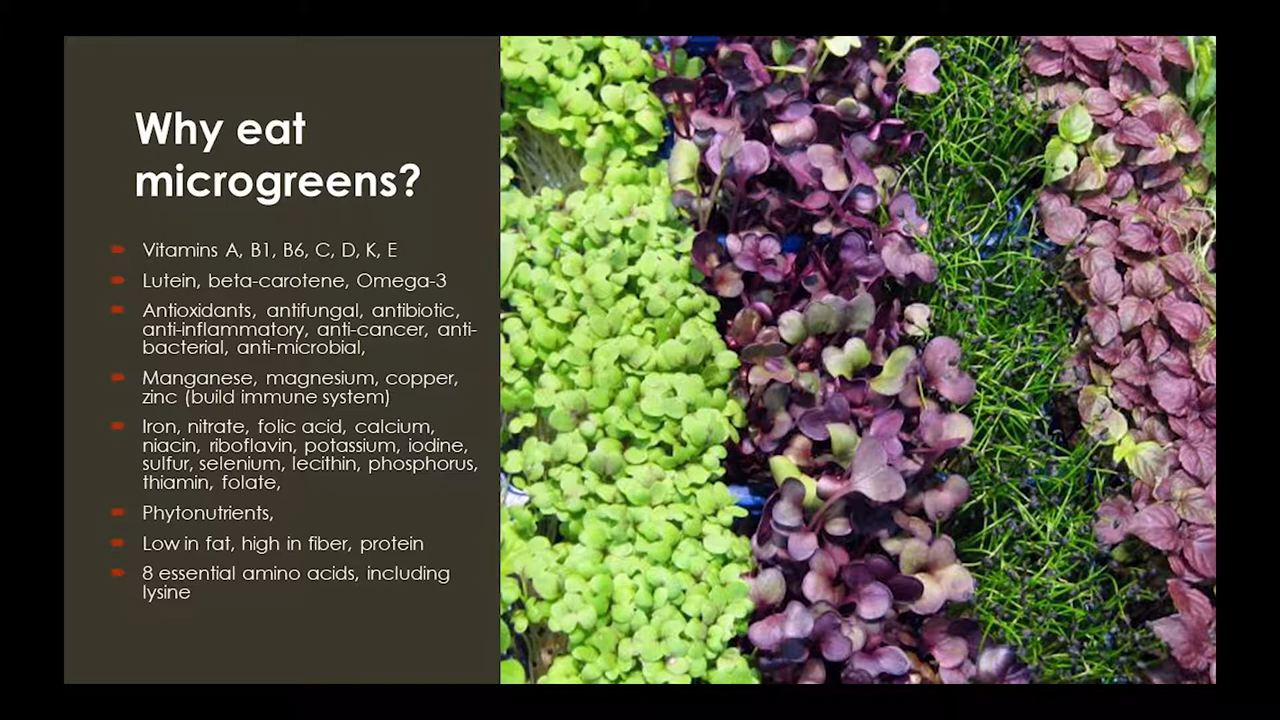 Why eat
microgreens?
Vitamins A, B1, B6, C, D, K, E
Lutein, beta-carotene, Omega-3
Antioxidants, antifungal, antibiotic,
anti-inflammatory, anti-cancer, anti-
bacterial, anti-microbial,
Manganese, magnesium, copper,
zinc (build immune system)
Iron, nitrate, folic acid, calcium,
niacin, riboflavin, potassium, iodine,
sulfur, selenium, lecithin, phosphorus,
thiamin, folate,
Phytonutrients,
Low in fat, high in fiber, protein
8 essential amino acids, including
lysine